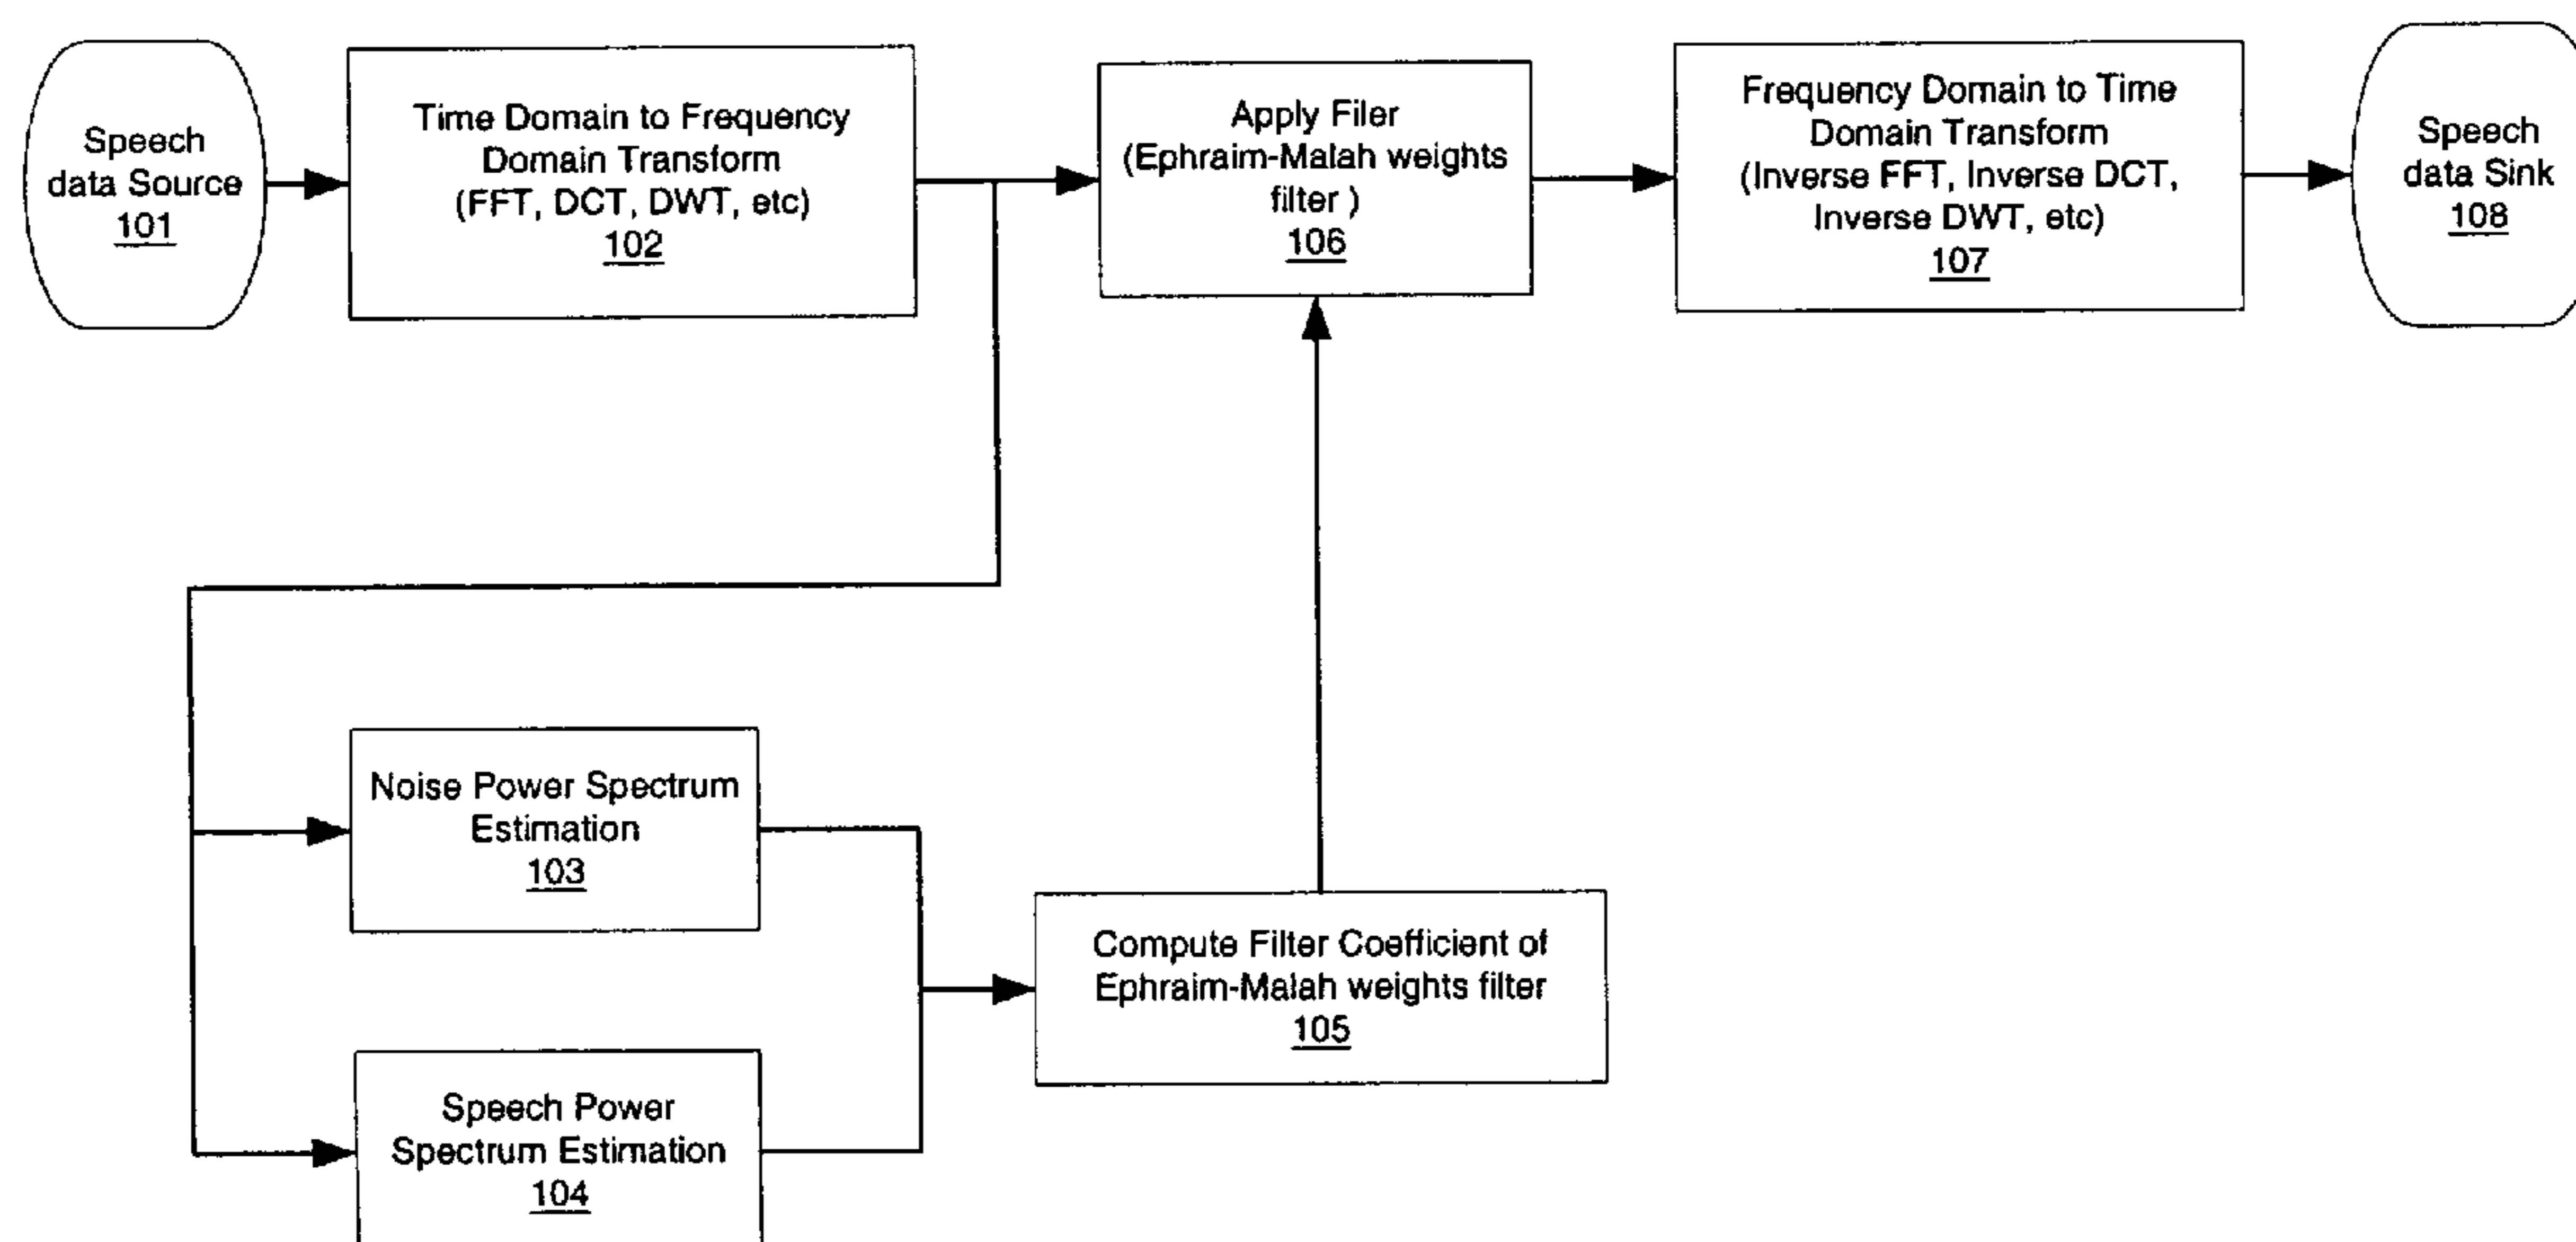 Speech
data Source
101
Time Domain to Frequency
Domain Transform
(FFT, DCT, DWT, etc)
102
Apply Filer
(Ephraim-Malah weights
filter )
106
Frequency Domain to Time
Domain Transform
(Inverse FFT, Inverse DCT,
Inverse DWT, etc)
107
Speech
data Sink
108
Noise Power Spectrum
Estimation
103
Speech Power
Spectrum Estimation
104
Compute Filter Coefficient of
Ephraim-Malah weights filter
105